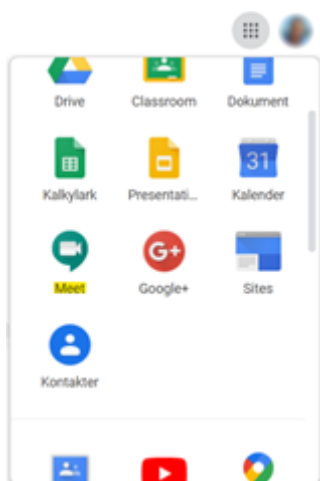 Drive Classroom Dokument
31
Kalkylark Presentati... Kalender
G+
Meet Google+ Sites
Kontakter